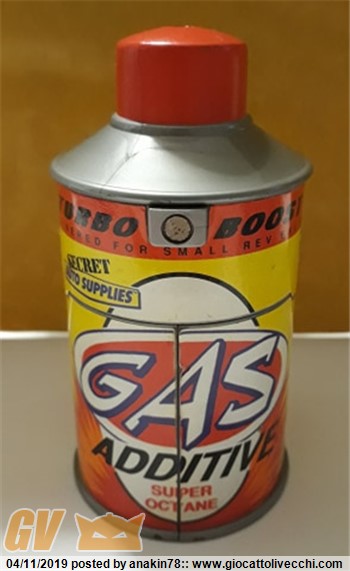 TURBO BOOST
FOR SMALL REV
SECRET
AUTO SUPPLIES
GAS
ADDITIVE
SUPER
OCTANE
GV
04/11/2019 posted by anakin78:: www.giocattolivecchi.com